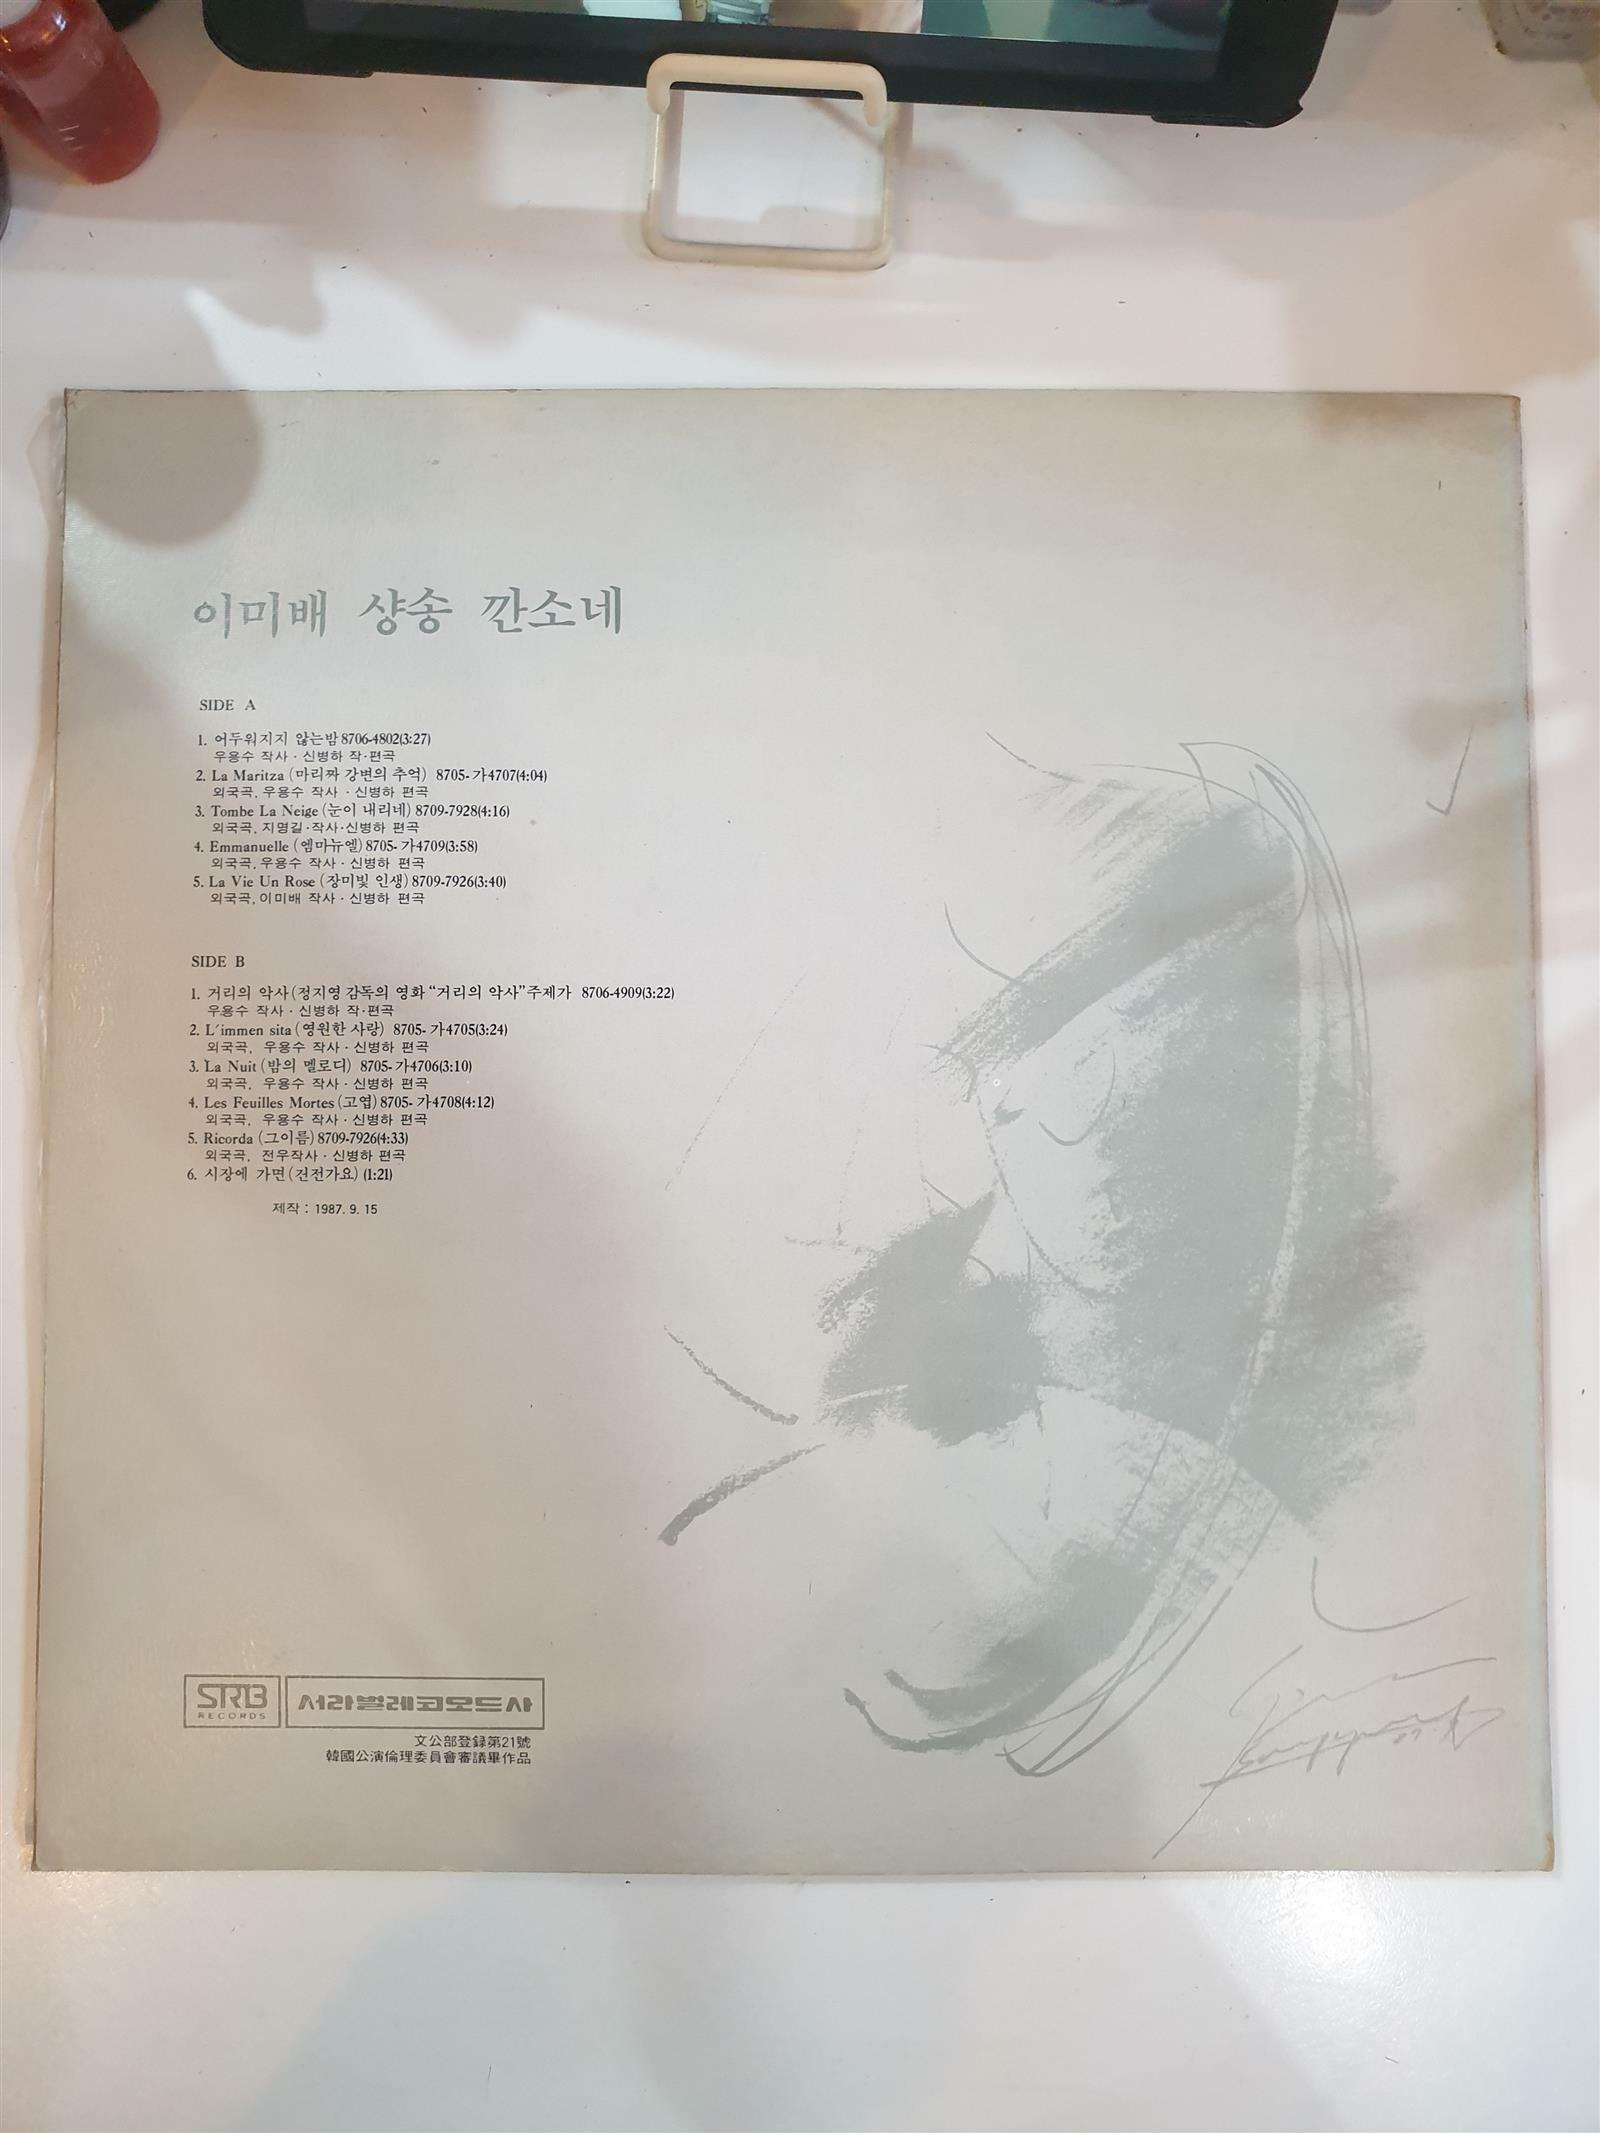 이미배 샹송 깐소네
SIDE A
1. 어두워지지 않는밤 8706-4802(3:27)
우용수 작사 · 신병하 작·편곡
2. La Maritza (마리짜 강변의 추억) 8705- 가4707(4:04)
외국곡, 우용수 작사 · 신병하 편곡
3. Tombe La Neige (눈이 내리네) 8709-7928(4:16)
외국곡, 지명길·작사·신병하 편곡
4. Emmanuelle (엠마뉴엘) 8705- 가4709(3:58)
외국곡, 우용수 작사 · 신병하 편곡
5. La Vie Un Rose (장미빛 인생) 8709-7926(3:40)
외국곡, 이미배 작사 · 신병하 편곡
SIDE B
1. 거리의 악사 (정지영 감독의 영화 “거리의 악사” 주제가 8706-4909(3:22)
우용수 작사 · 신병하 작·편곡
2. L'immen sita (영원한 사랑) 8705- 가4705(3:24)
외국곡, 우용수 작사 · 신병하 편곡
3. La Nuit (밤의 멜로디) 8705- 가4706(3:10)
외국곡, 우용수 작사 · 신병하 편곡
4. Les Feuilles Mortes (고엽) 8705- 가4708(4:12)
외국곡, 우용수 작사 · 신병하 편곡
5. Ricorda (그이름) 8709-7926(4:33)
외국곡, 전우작사 · 신병하 편곡
6. 시장에 가면 (건전가요) (1:21)
제작 : 1987. 9. 15
SRB RECORDS 서라벌레코오드사
文公部登録第21號
韓國公演倫理委員會審議畢作品